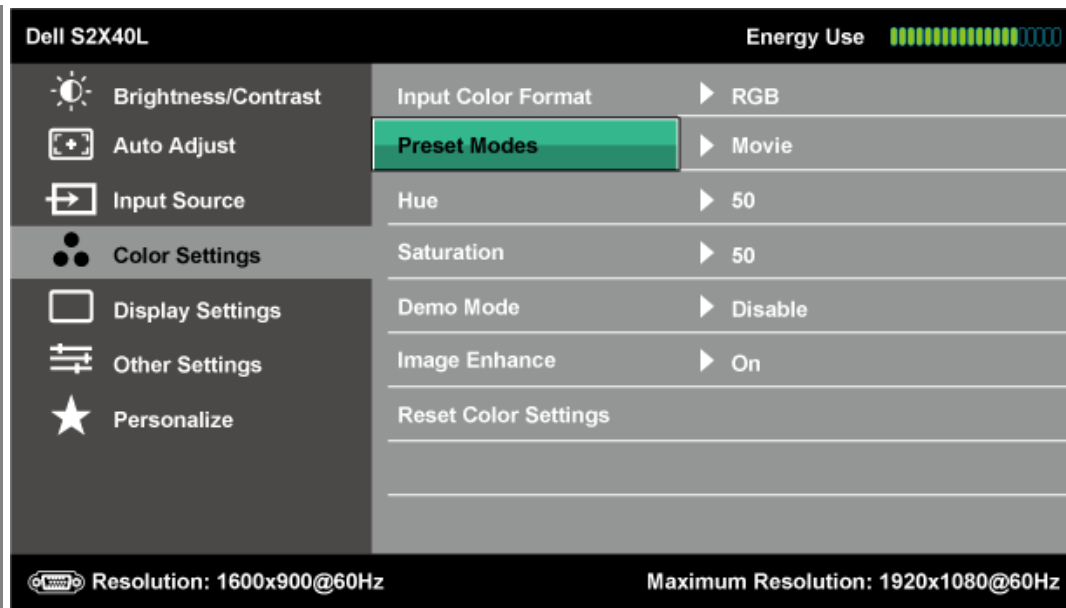 Dell S2X40L Energy Use
Brightness/Contrast Input Color Format RGB
Auto Adjust Preset Modes Movie
Input Source Hue 50
Color Settings Saturation 50
Display Settings Demo Mode Disable
Other Settings Image Enhance On
Personalize Reset Color Settings
Resolution: 1600x900@60Hz Maximum Resolution: 1920x1080@60Hz